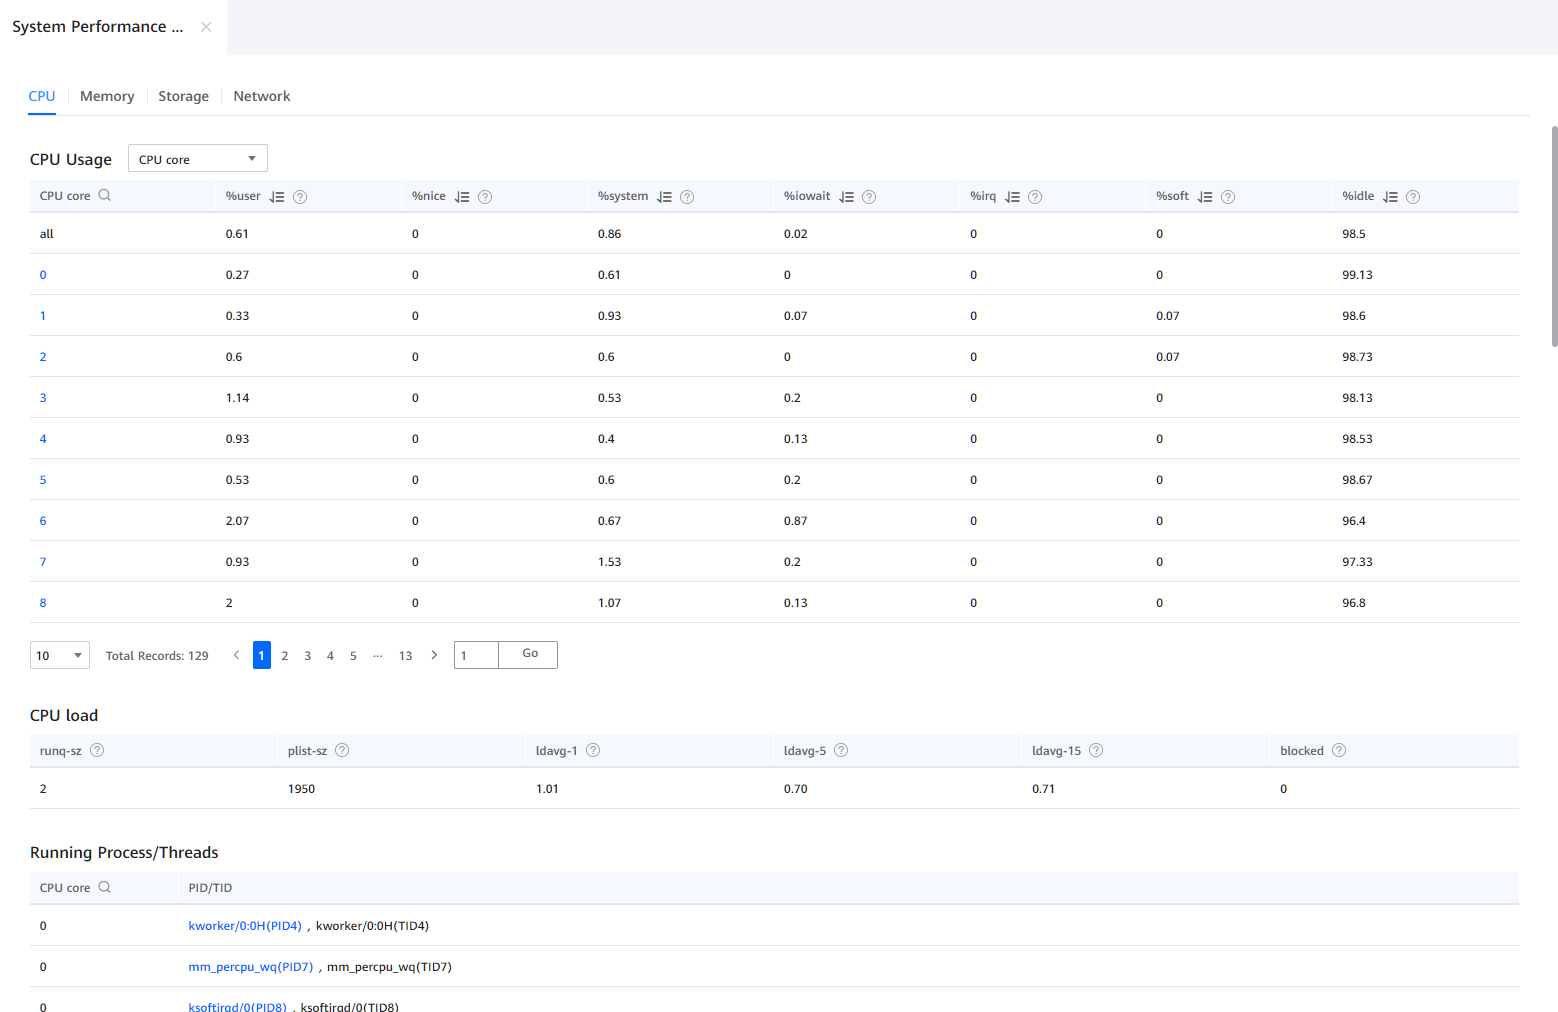 System Performance ...
CPU Memory Storage Network
CPU Usage CPU core
CPU core %user %nice %system %iowait %irq %soft %idle
all 0.61 0 0.86 0.02 0 0 98.5
0 0.27 0 0.61 0 0 0 99.13
1 0.33 0 0.93 0.07 0 0.07 98.6
2 0.6 0 0.6 0 0 0.07 98.73
3 1.14 0 0.53 0.2 0 0 98.13
4 0.93 0 0.4 0.13 0 0 98.53
5 0.53 0 0.6 0.2 0 0 98.67
6 2.07 0 0.67 0.87 0 0 96.4
7 0.93 0 1.53 0.2 0 0 97.33
8 2 0 1.07 0.13 0 0 96.8
10 Total Records: 129 < 1 2 3 4 5 ... 13 > 1 Go
CPU load
runq-sz plist-sz ldavg-1 ldavg-5 ldavg-15 blocked
2 1950 1.01 0.70 0.71 0
Running Process/Threads
CPU core PID/TID
0 kworker/0:0H(PID4) , kworker/0:0H(TID4)
0 mm_percpu_wq(PID7) , mm_percpu_wq(TID7)
0 ksoftirqd/0(PID8) , ksoftirqd/0(TID8)